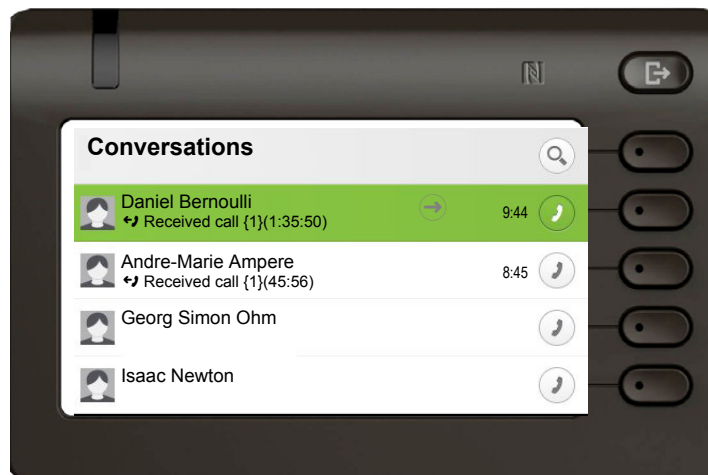 Conversations
Daniel Bernoulli
9:44
Received call {1}(1:35:50)
Andre-Marie Ampere
8:45
Received call {1}(45:56)
Georg Simon Ohm
Isaac Newton